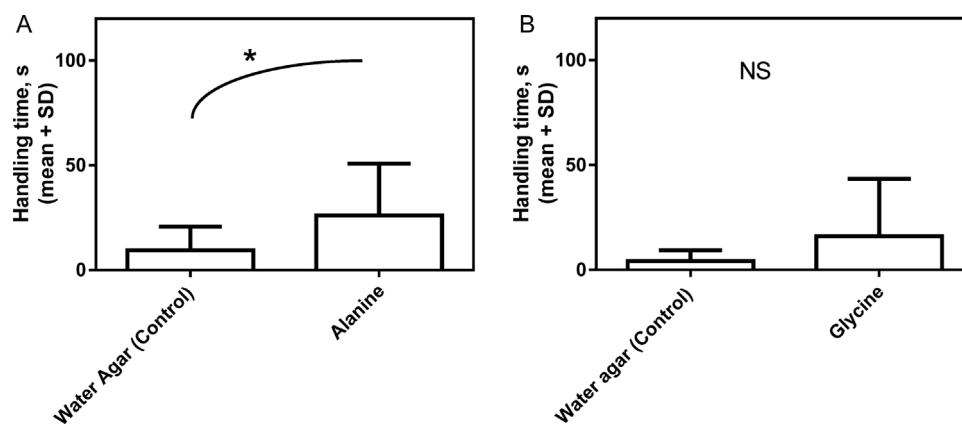 A
Handling time, s
(mean + SD)
100
50
0
*
Water Agar (Control)
Alanine
B
Handling time, s
(mean + SD)
100
50
0
NS
Water agar (Control)
Glycine